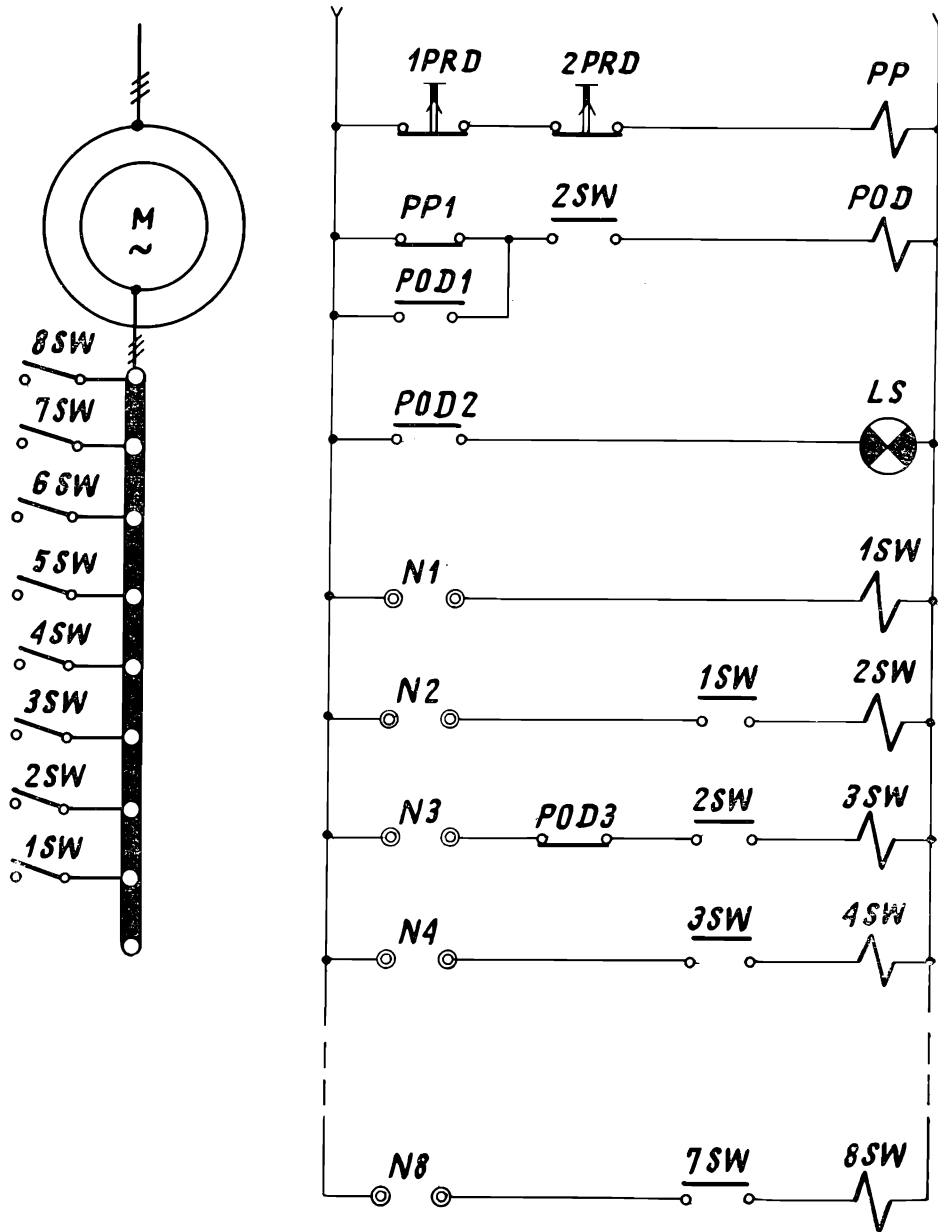 1PRD 2PRD PP
M
~
PP1 2SW POD
POD1
8SW
POD2 LS
7SW
6SW
5SW
N1 1SW
4SW
N2 1SW 2SW
3SW
2SW
N3 POD3 2SW 3SW
1SW
N4 3SW 4SW
N8 7SW 8SW